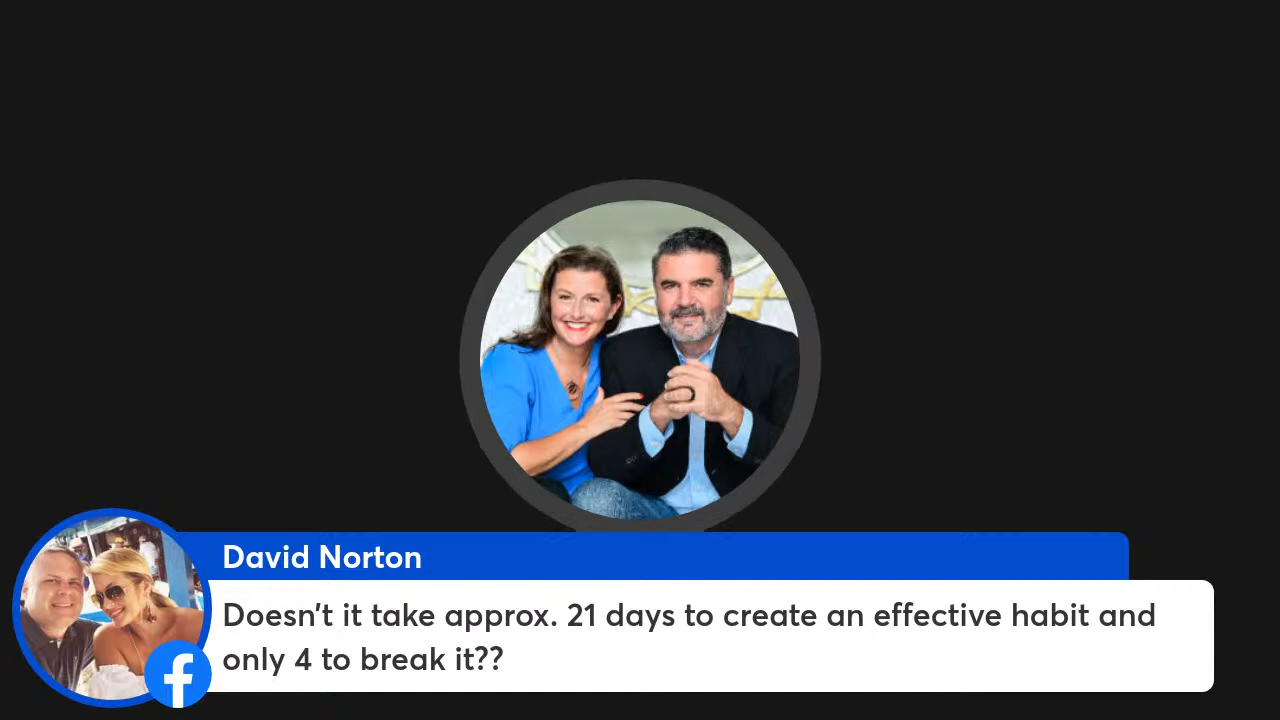 David Norton
Doesn't it take approx. 21 days to create an effective habit and
only 4 to break it??